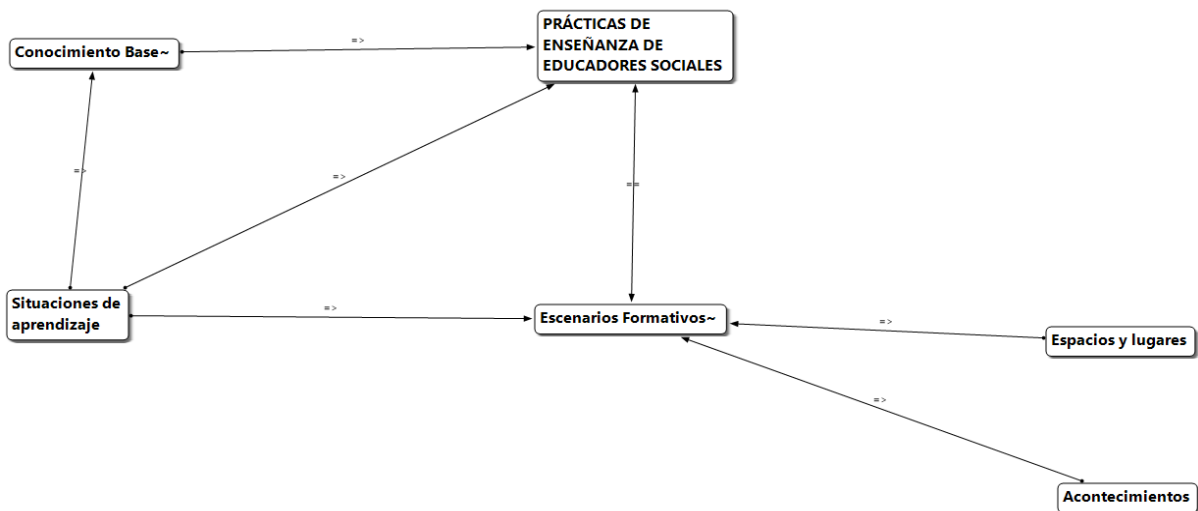 PRÁCTICAS DE
ENSEÑANZA DE
EDUCADORES SOCIALES
Conocimiento Base~
=>
=>
=>
==
Situaciones de
aprendizaje
=>
Escenarios Formativos~
=>
Espacios y lugares
=>
Acontecimientos